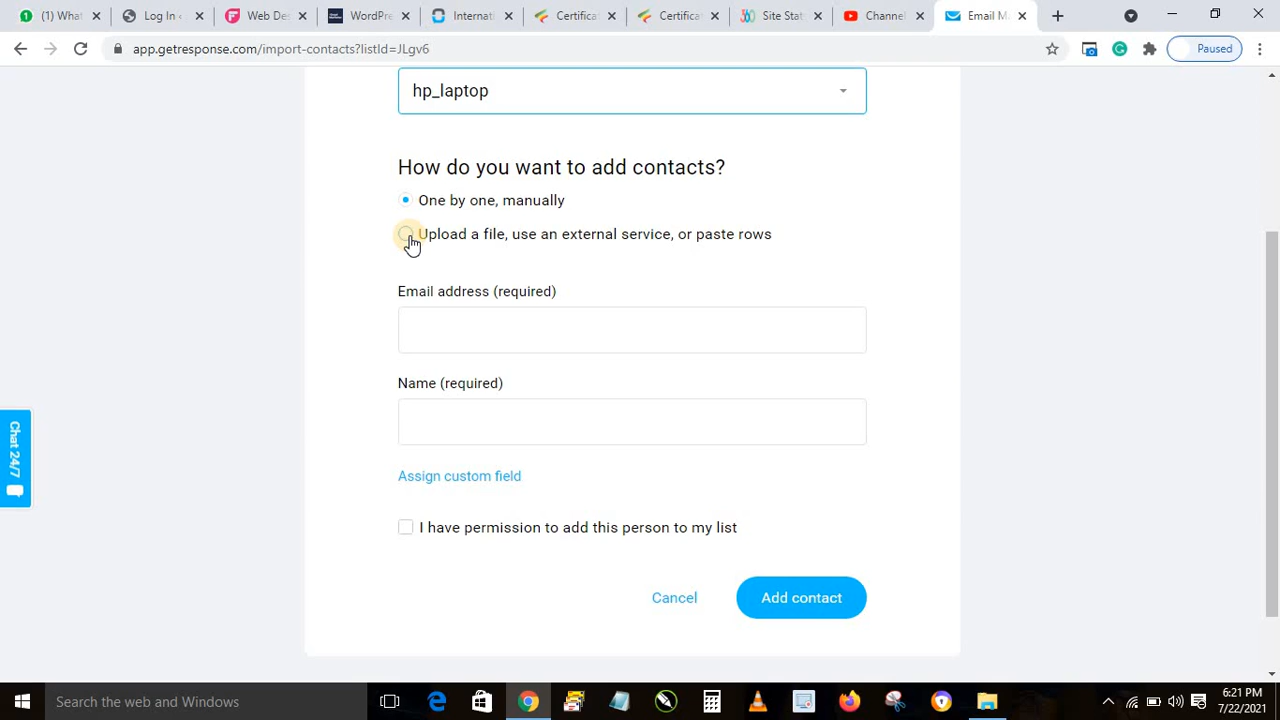 (1) What
Log In
Web De
WordPre
Internati
Certifica
Certifica
Site Stat
Channel
Email M
app.getresponse.com/import-contacts?listId=JLgv6
Paused
hp_laptop
How do you want to add contacts?
One by one, manually
Upload a file, use an external service, or paste rows
Email address (required)
Name (required)
Assign custom field
I have permission to add this person to my list
Cancel
Add contact
Chat 24/7
Search the web and Windows
6:21 PM
7/22/2021